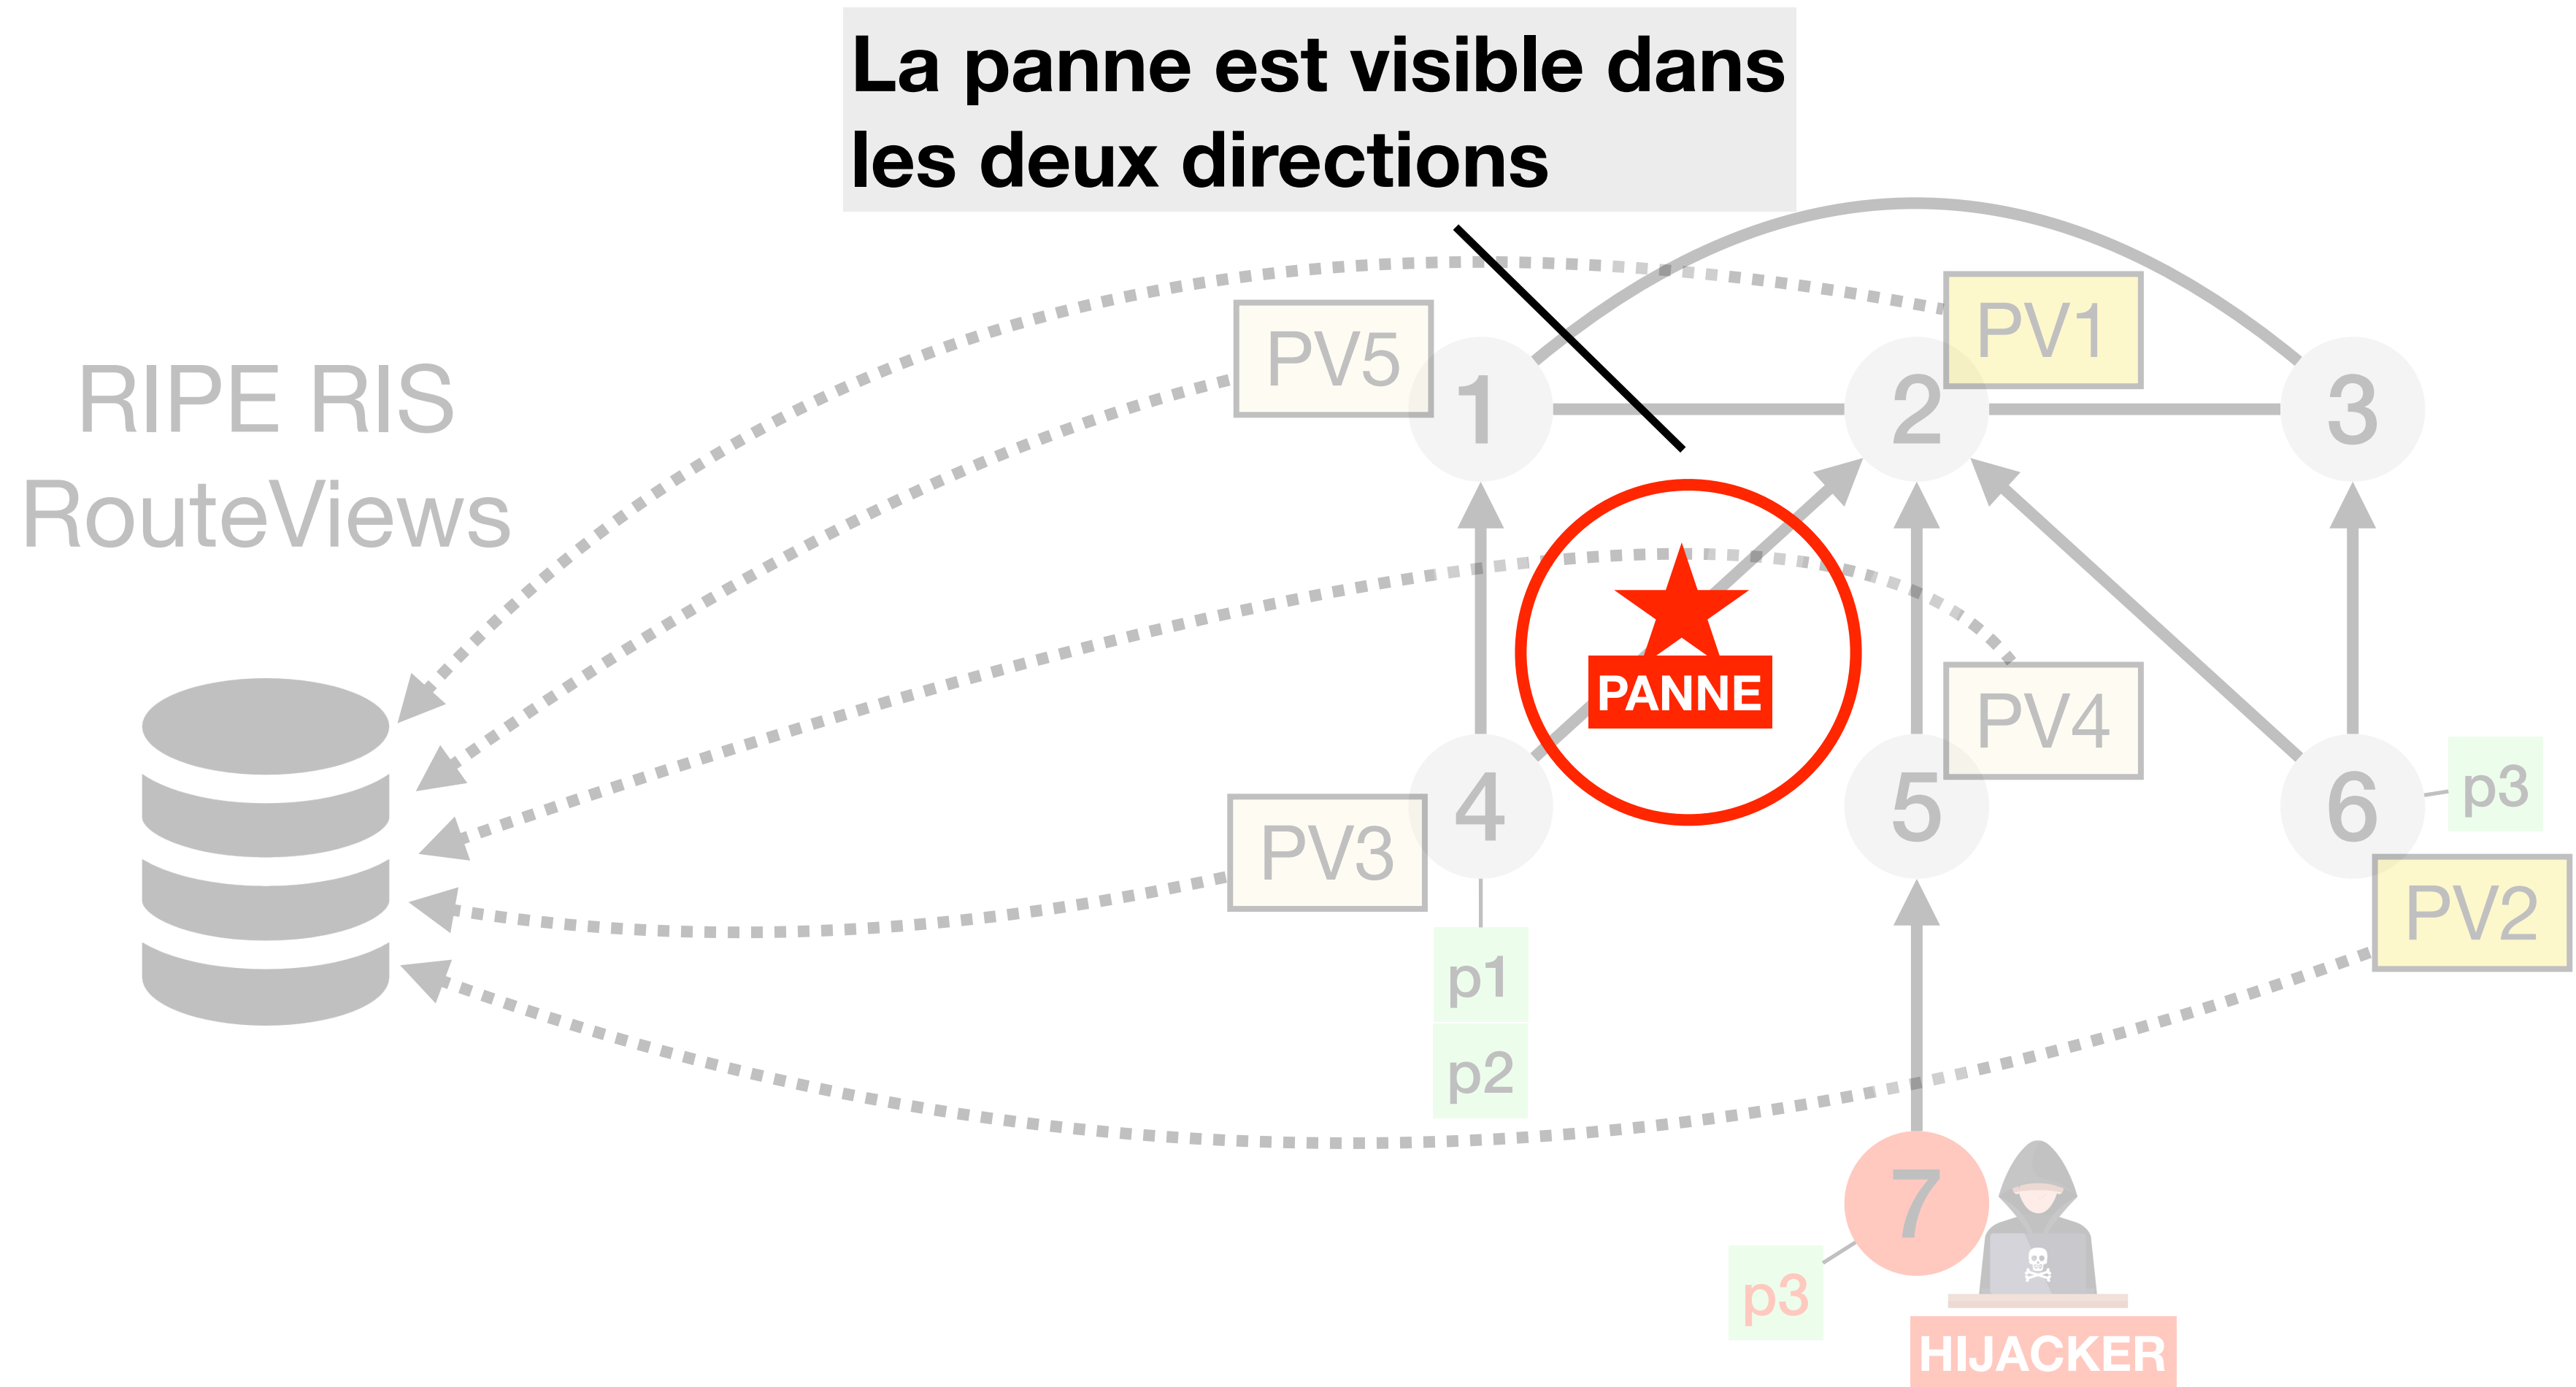 La panne est visible dans
les deux directions
RIPE RIS
RouteViews
PV5
PV1
1
2
3
PANNE
PV4
PV3
4
5
6
p3
PV2
p1
p2
7
p3
HIJACKER